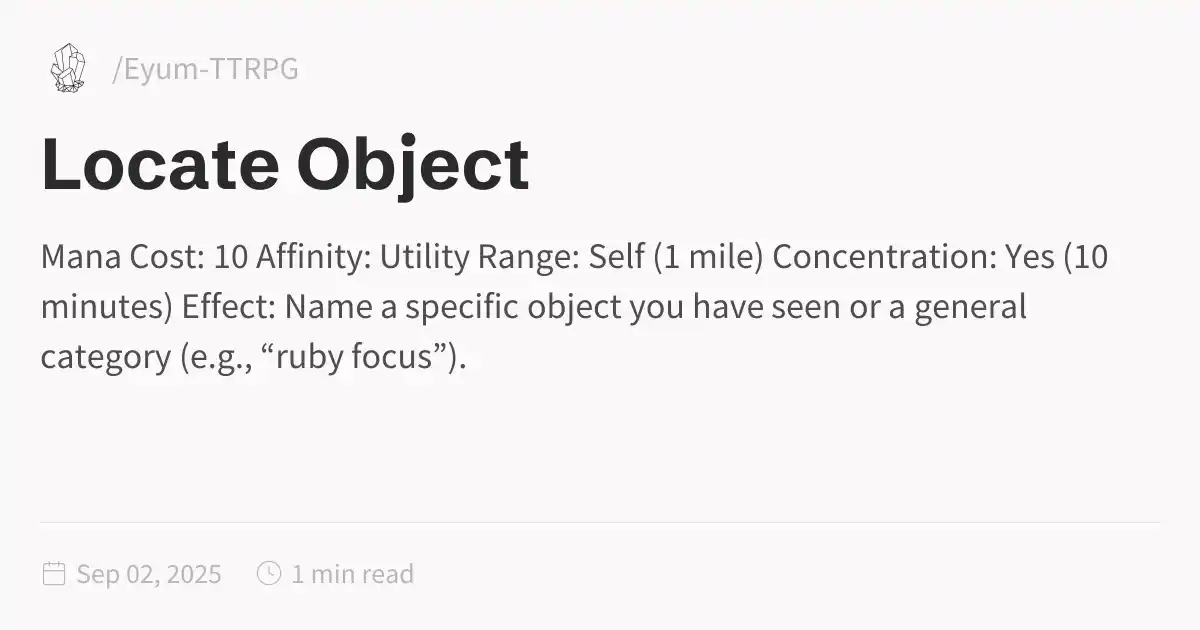 /Eyum-TTRPG
Locate Object
Mana Cost: 10 Affinity: Utility Range: Self (1 mile) Concentration: Yes (10
minutes) Effect: Name a specific object you have seen or a general
category (e.g., “ruby focus”).
Sep 02, 2025 1 min read